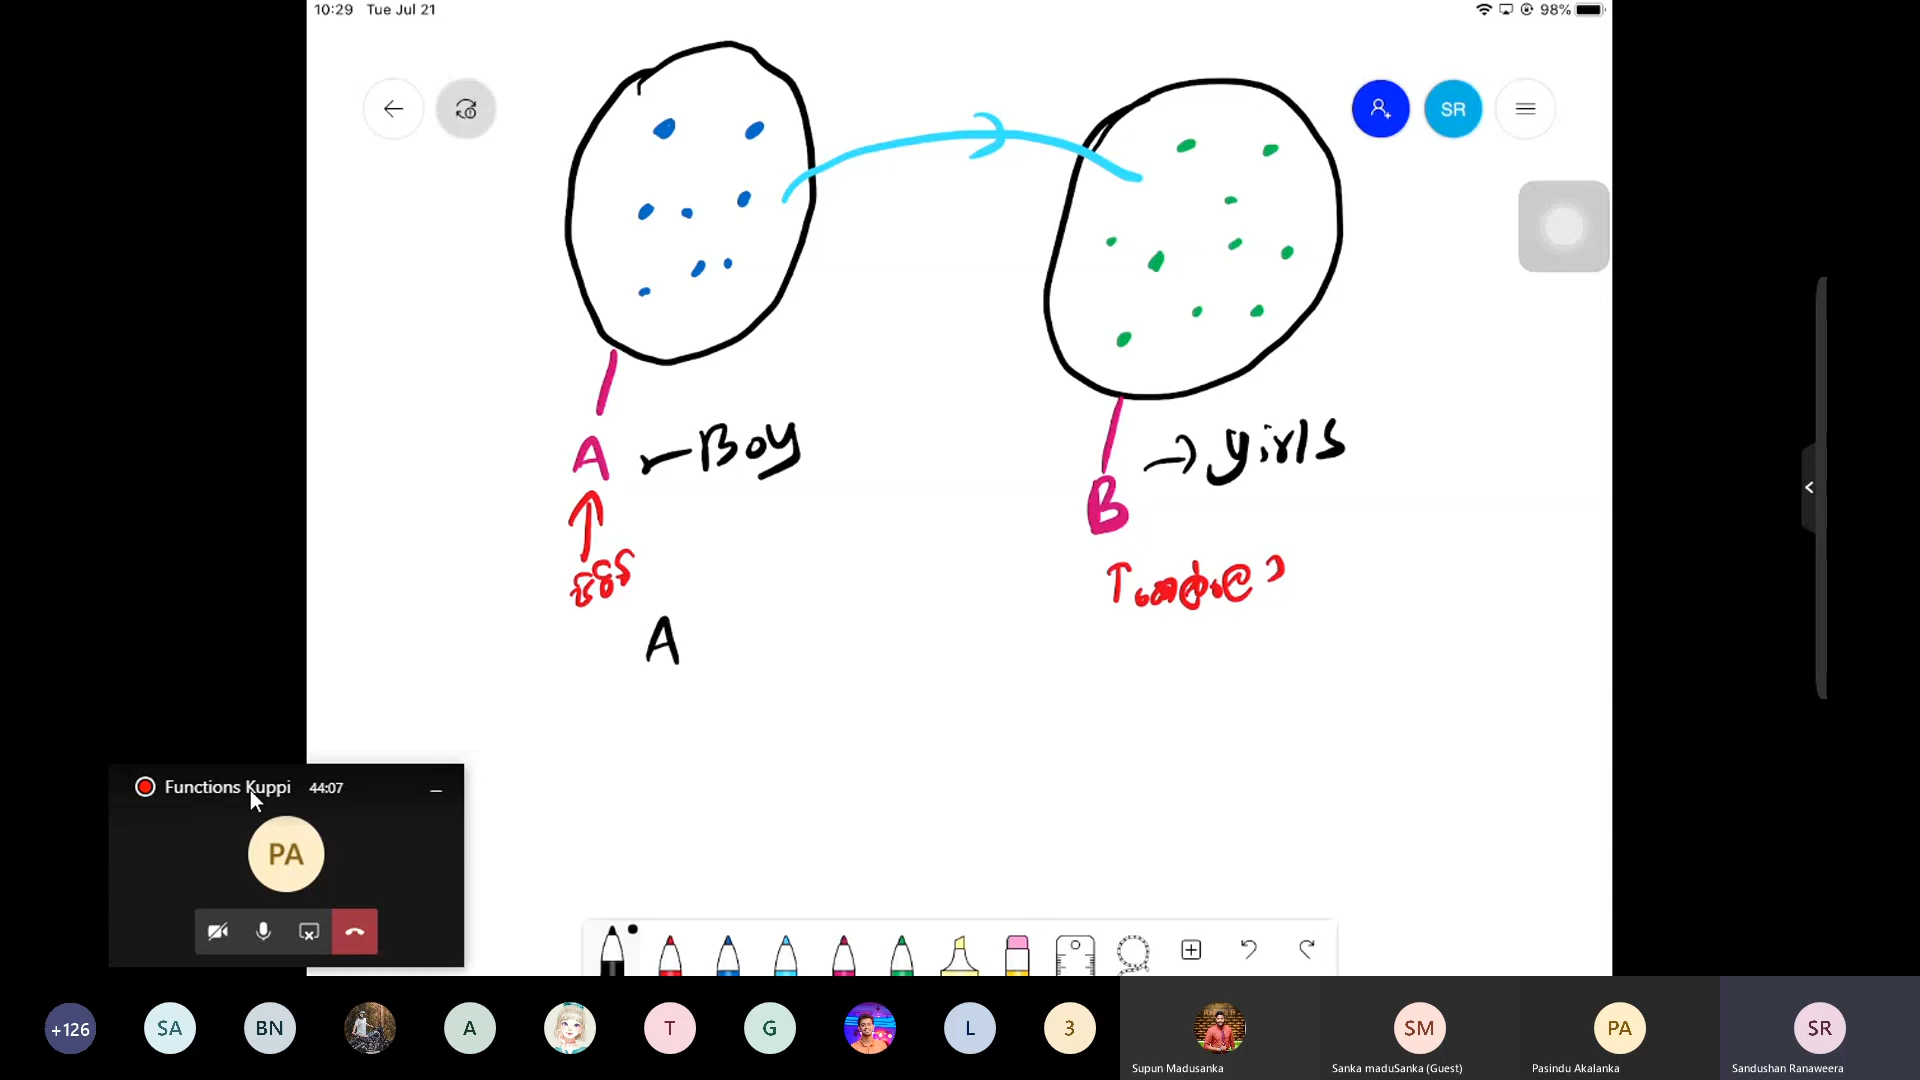 10:29 Tue Jul 21
98%
SR
A
Boy
girls
B
A
Functions Kuppi 44:07
PA
+126
SA
BN
A
T
G
L
3
SM
PA
SR
Supun Madusanka
Sanka maduSanka (Guest)
Pasindu Akalanka
Sandushan Ranaweera